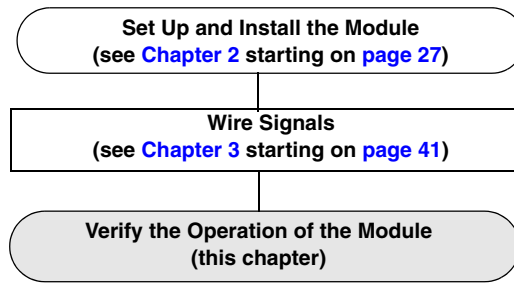 Set Up and Install the Module
(see Chapter 2 starting on page 27)
Wire Signals
(see Chapter 3 starting on page 41)
Verify the Operation of the Module
(this chapter)